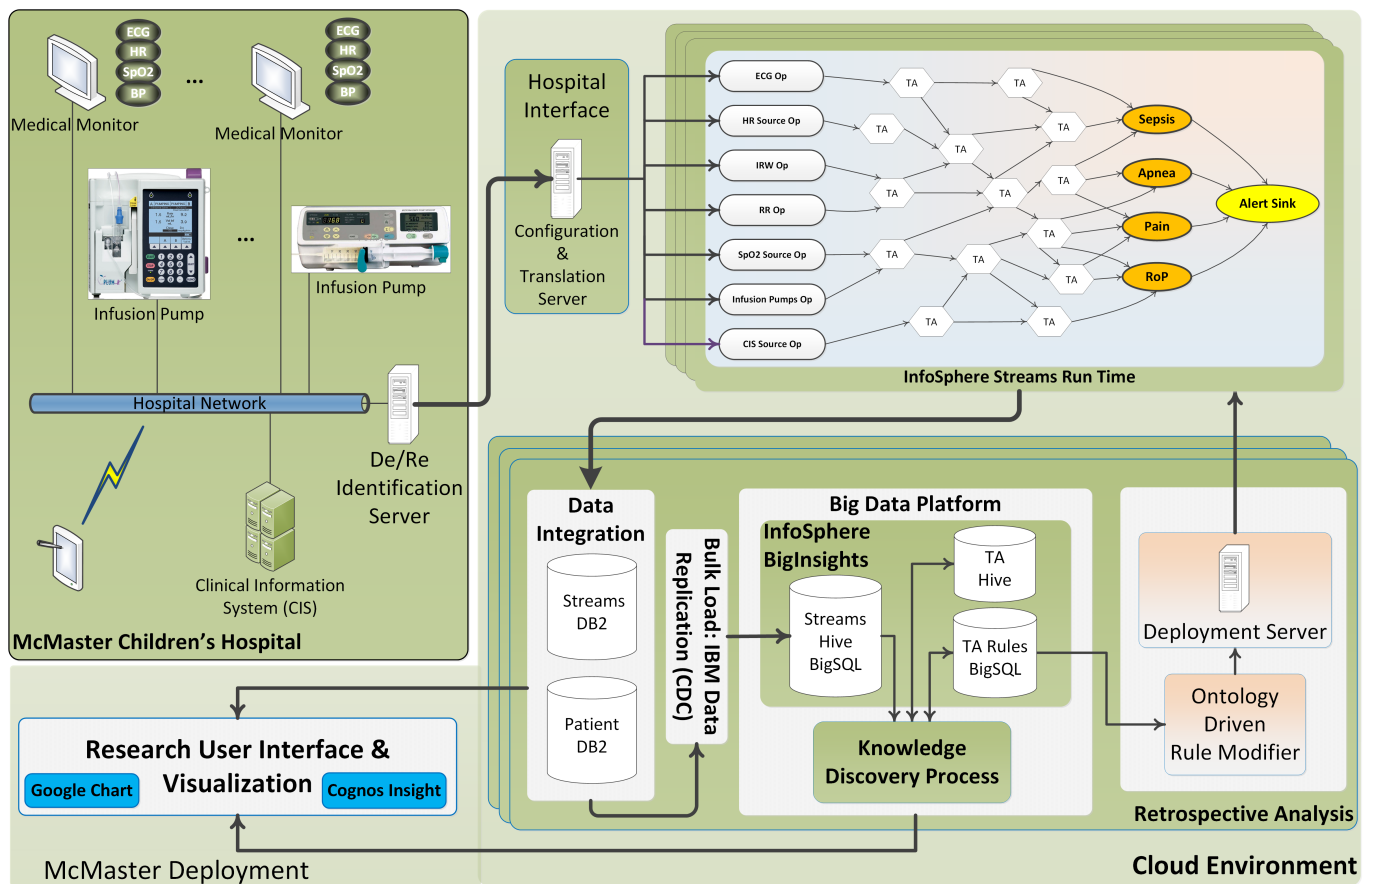 ECG
HR
SpO2
BP
...
ECG
HR
SpO2
BP
Medical Monitor
Medical Monitor
...
Infusion Pump
Infusion Pump
Hospital Network
De/Re
Identification
Server
Clinical Information
System (CIS)
McMaster Children's Hospital
Hospital
Interface
Configuration
&
Translation
Server
ECG Op
HR Source Op
IRW Op
RR Op
SpO2 Source Op
Infusion Pumps Op
CIS Source Op
TA
TA
TA
TA
TA
TA
TA
TA
TA
TA
TA
TA
TA
TA
Sepsis
Apnea
Pain
RoP
Alert Sink
InfoSphere Streams Run Time
Data
Integration
Streams
DB2
Patient
DB2
Bulk Load: IBM Data
Replication (CDC)
Big Data Platform
InfoSphere
BigInsights
Streams
Hive
BigSQL
TA
Hive
TA Rules
BigSQL
Knowledge
Discovery Process
Deployment Server
Ontology
Driven
Rule Modifier
Retrospective Analysis
Research User Interface &
Visualization
Google Chart
Cognos Insight
McMaster Deployment
Cloud Environment